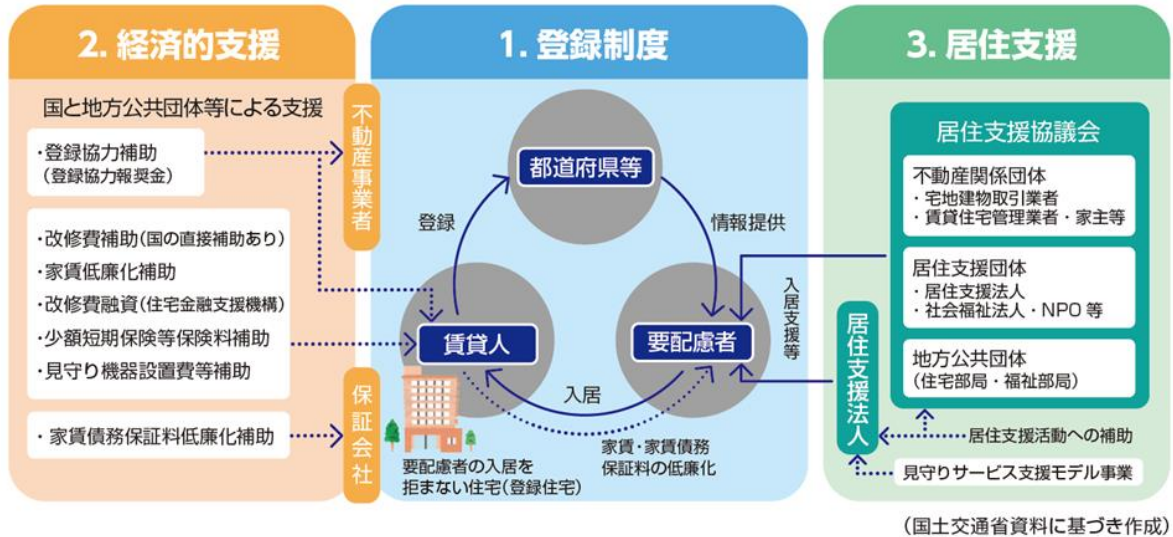 2. 経済的支援
国と地方公共団体等による支援
・登録協力補助
(登録協力報奨金)
・改修費補助(国の直接補助あり)
・家賃低廉化補助
・改修費融資(住宅金融支援機構)
・少額短期保険等保険料補助
・見守り機器設置費等補助
・家賃債務保証料低廉化補助
不動産事業者
保証会社
1. 登録制度
都道府県等
登録
情報提供
賃貸人
要配慮者
入居
家賃・家賃債務
保証料の低廉化
要配慮者の入居を
拒まない住宅(登録住宅)
入居支援等
3. 居住支援
居住支援協議会
不動産関係団体
・宅地建物取引業者
・賃貸住宅管理業者・家主等
居住支援団体
・居住支援法人
・社会福祉法人・NPO 等
地方公共団体
(住宅部局・福祉部局)
居住支援法人
居住支援活動への補助
見守りサービス支援モデル事業
(国土交通省資料に基づき作成)